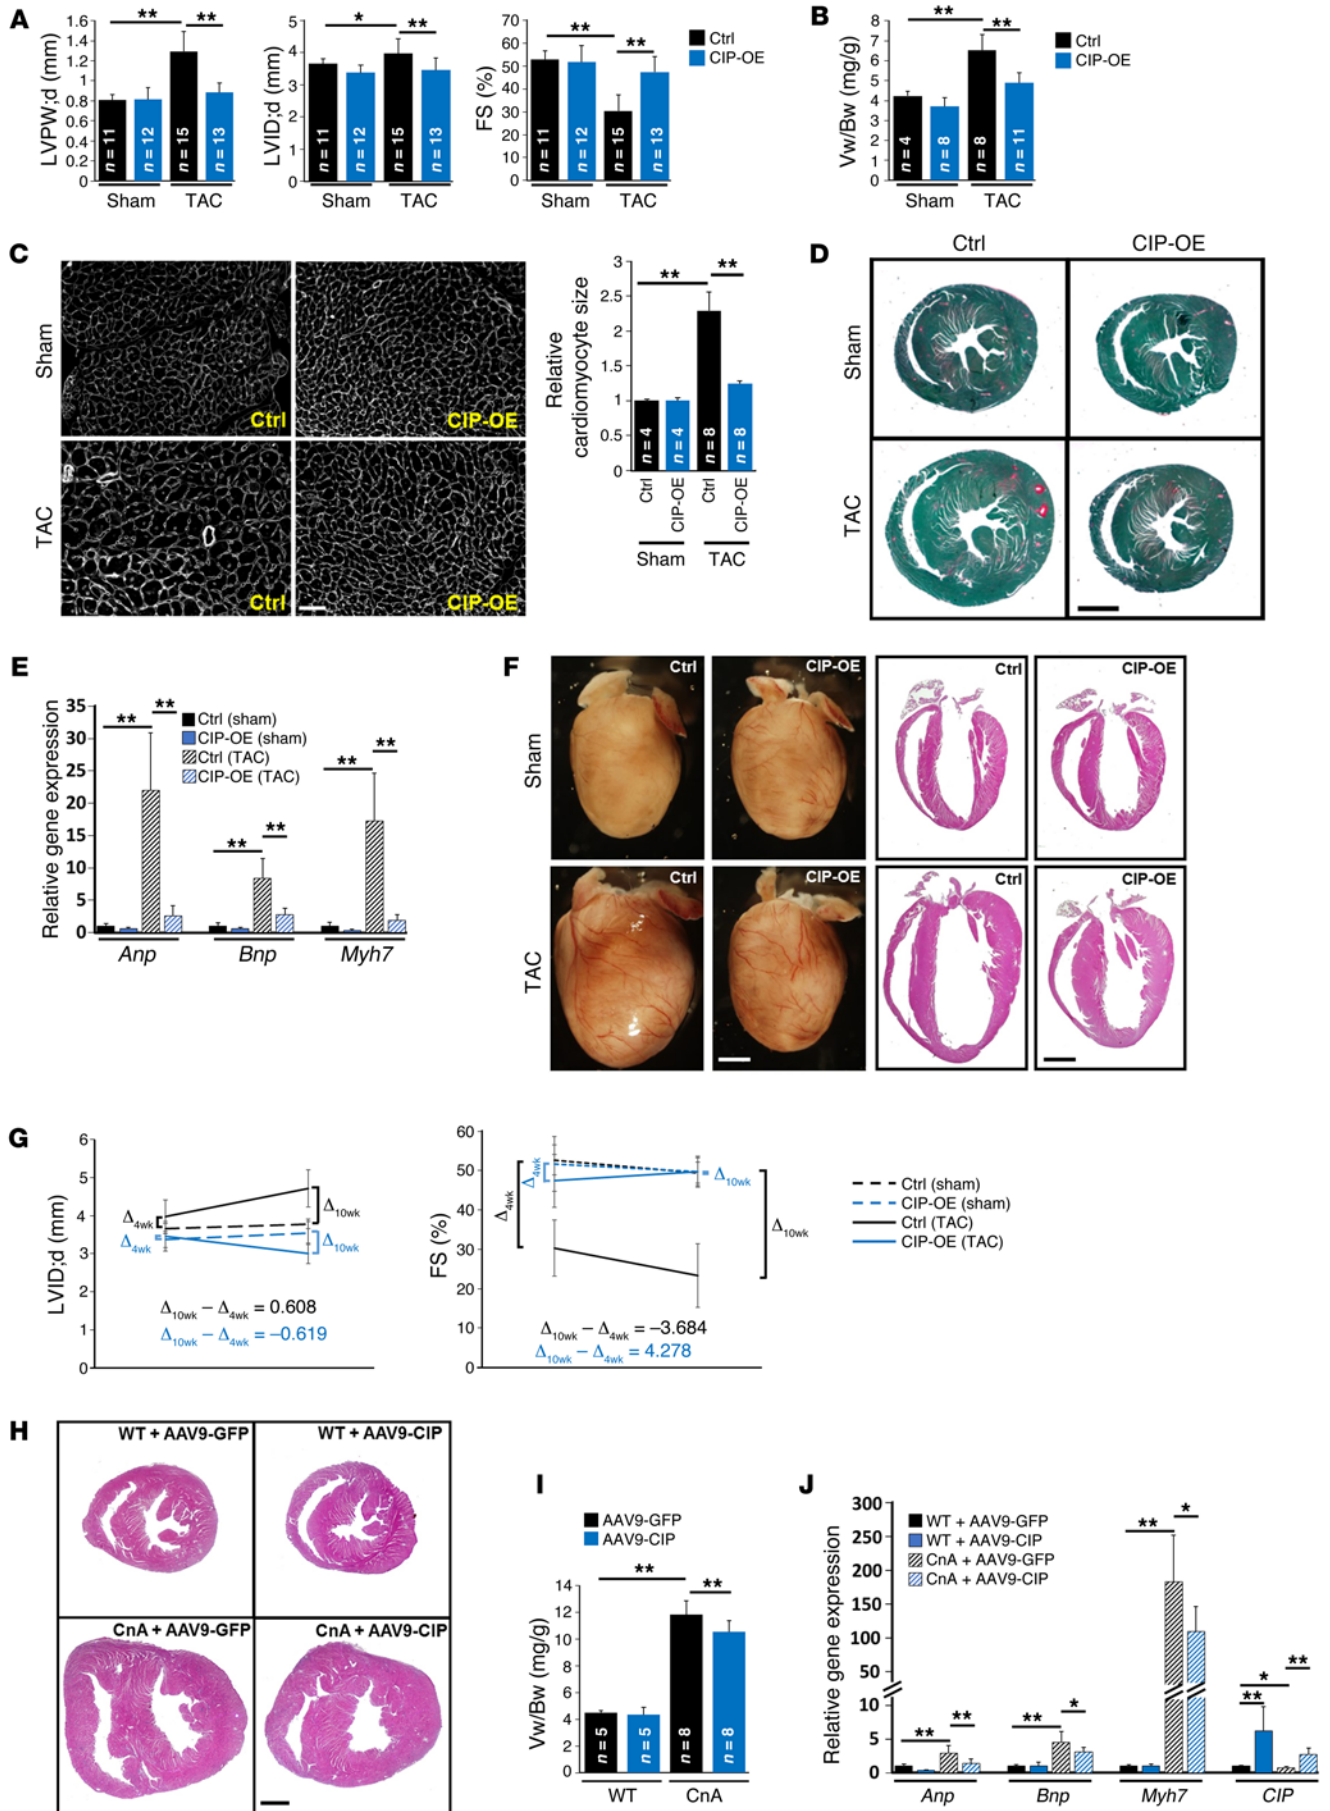 A
LVPW;d (mm)
1.6
1.4
1.2
1
0.8
0.6
0.4
0.2
0
** **
n = 11
n = 12
n = 15
n = 13
Sham TAC
LVID;d (mm)
5
4
3
2
1
0
* **
n = 11
n = 12
n = 15
n = 13
Sham TAC
FS (%)
70
60
50
40
30
20
10
0
** **
n = 11
n = 12
n = 15
n = 13
Sham TAC
Ctrl
CIP-OE
B
Vw/Bw (mg/g)
8
7
6
5
4
3
2
1
0
** **
n = 4
n = 8
n = 8
n = 11
Sham TAC
Ctrl
CIP-OE
C
Sham
TAC
Ctrl
CIP-OE
Ctrl
CIP-OE
Relative
cardiomyocyte size
3
2.5
2
1.5
1
0.5
0
** **
n = 4
n = 4
n = 8
n = 8
Ctrl
CIP-OE
Ctrl
CIP-OE
Sham TAC
D
Ctrl CIP-OE
Sham
TAC
E
Relative gene expression
35
30
25
20
15
10
5
0
** **
** **
** **
Ctrl (sham)
CIP-OE (sham)
Ctrl (TAC)
CIP-OE (TAC)
Anp Bnp Myh7
F
Sham
TAC
Ctrl CIP-OE Ctrl CIP-OE
Ctrl CIP-OE Ctrl CIP-OE
G
LVID;d (mm)
6
5
4
3
2
1
0
Δ4wk
Δ4wk
Δ10wk
Δ10wk
Δ10wk – Δ4wk = 0.608
Δ10wk – Δ4wk = –0.619
FS (%)
60
50
40
30
20
10
0
Δ4wk
Δ4wk
Δ10wk
Δ10wk
Δ10wk – Δ4wk = –3.684
Δ10wk – Δ4wk = 4.278
Ctrl (sham)
CIP-OE (sham)
Ctrl (TAC)
CIP-OE (TAC)
H
WT + AAV9-GFP WT + AAV9-CIP
CnA + AAV9-GFP CnA + AAV9-CIP
I
AAV9-GFP
AAV9-CIP
Vw/Bw (mg/g)
14
12
10
8
6
4
2
0
** **
n = 5
n = 5
n = 8
n = 8
WT CnA
J
Relative gene expression
300
250
200
150
100
50
10
5
0
WT + AAV9-GFP
WT + AAV9-CIP
CnA + AAV9-GFP
CnA + AAV9-CIP
** **
** *
** *
** * **
Anp Bnp Myh7 CIP